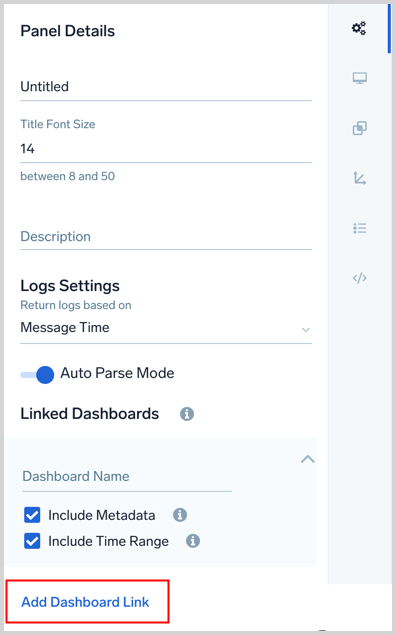 Panel Details
Untitled
Title Font Size
14
between 8 and 50
Description
Logs Settings
Return logs based on
Message Time
Auto Parse Mode
Linked Dashboards
Dashboard Name
Include Metadata
Include Time Range
Add Dashboard Link